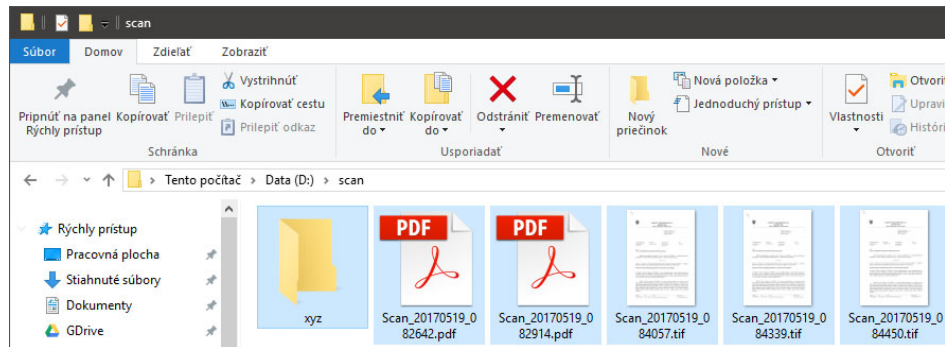 scan
Súbor Domov Zdieľať Zobraziť
Pripnúť na panel
Rýchly prístup
Kopírovať
Prilepiť
Vystrihnúť
Kopírovať cestu
Prilepiť odkaz
Schránka
Premiestniť
do
Kopírovať
do
Odstrániť
Premenovať
Usporiadať
Nový
priečinok
Nová položka
Jednoduchý prístup
Nové
Vlastnosti
Otvoriť
Tento počítač > Data (D:) > scan
Rýchly prístup
Pracovná plocha
Stiahnuté súbory
Dokumenty
GDrive
PDF
PDF
xyz
Scan_20170519_0
82642.pdf
Scan_20170519_0
82914.pdf
Scan_20170519_0
84057.tif
Scan_20170519_0
84339.tif
Scan_20170519_0
84450.tif